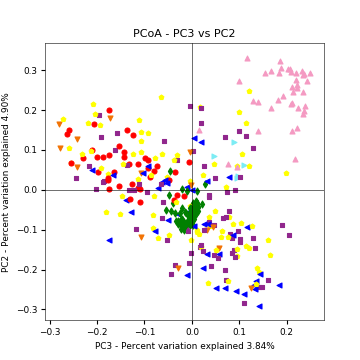 PCoA - PC3 vs PC2
PC2 - Percent variation explained 4.90%
0.3
0.2
0.1
0.0
−0.1
−0.2
−0.3
−0.3 −0.2 −0.1 0.0 0.1 0.2
PC3 - Percent variation explained 3.84%